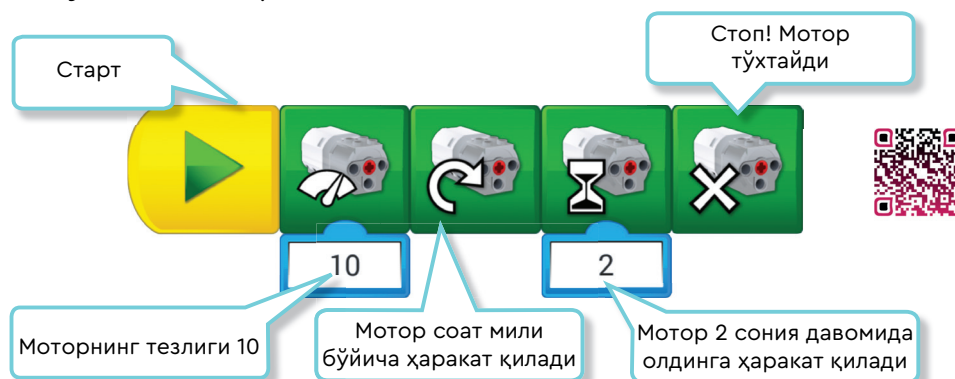 Старт
Стоп! Мотор
тўхтайди
10
2
Моторнинг тезлиги 10
Мотор соат мили
бўйича ҳаракат қилади
Мотор 2 сония давомида
олдинга ҳаракат қилади